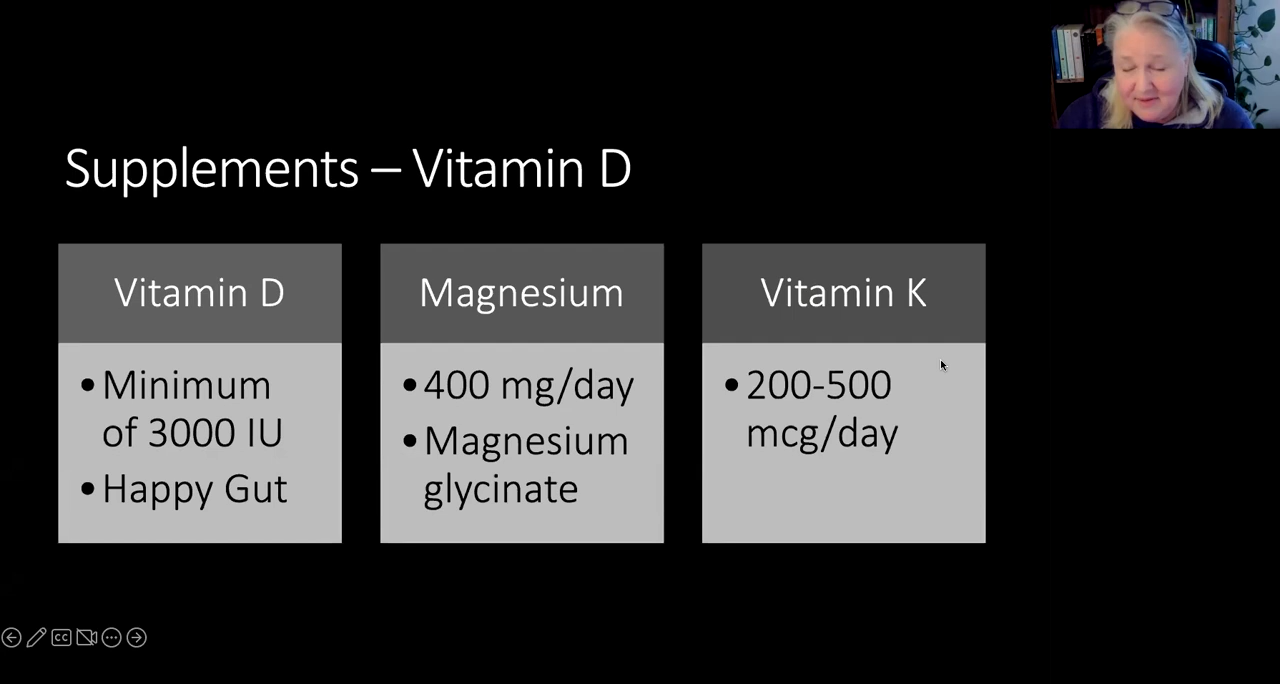 Supplements – Vitamin D
Vitamin D
•Minimum
of 3000 IU
•Happy Gut
Magnesium
•400 mg/day
•Magnesium
glycinate
Vitamin K
•200-500
mcg/day
CC